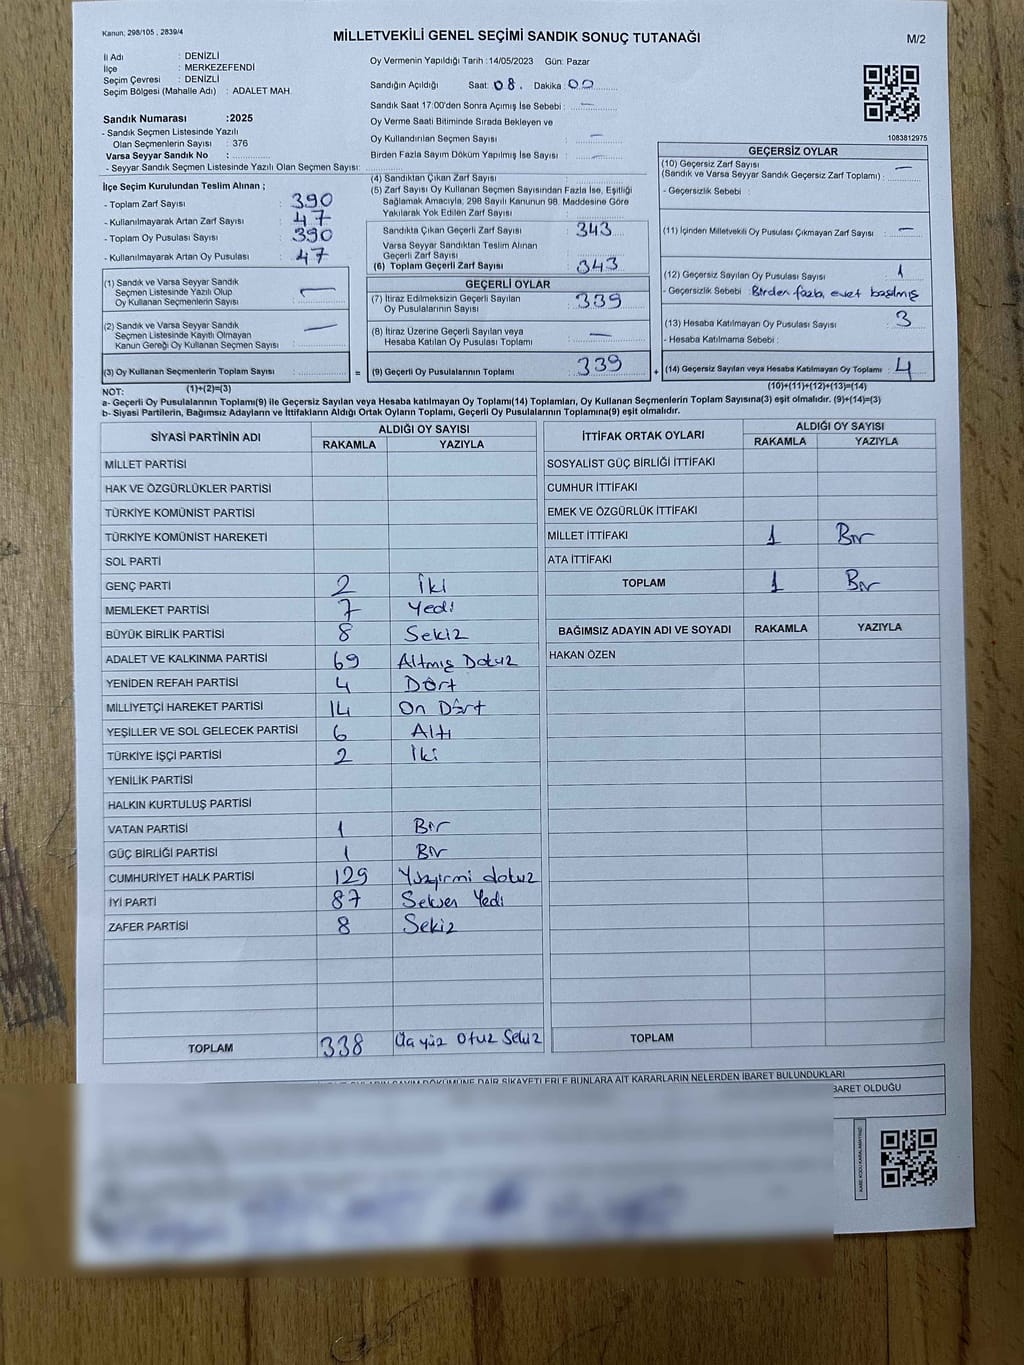 Kanun; 298/105 , 2839/4
MİLLETVEKİLİ GENEL SEÇİMİ SANDIK SONUÇ TUTANAĞI
M/2
İl Adı : DENİZLİ
İlçe : MERKEZEFENDİ
Seçim Çevresi : DENİZLİ
Seçim Bölgesi (Mahalle Adı) : ADALET MAH.
Oy Vermenin Yapıldığı Tarih :14/05/2023 Gün: Pazar
Sandığın Açıldığı Saat: 08. Dakika :00
Sandık Saat 17:00'den Sonra Açımış İse Sebebi : —
Oy Verme Saati Bitiminde Sırada Bekleyen ve
Oy Kullandırılan Seçmen Sayısı : —
Birden Fazla Sayım Döküm Yapılmış İse Sayısı : —
1083812975
Sandık Numarası :2025
- Sandık Seçmen Listesinde Yazılı
Olan Seçmenlerin Sayısı : 376
Varsa Seyyar Sandık No :
- Seyyar Sandık Seçmen Listesinde Yazılı Olan Seçmen Sayısı:
İlçe Seçim Kurulundan Teslim Alınan ;
- Toplam Zarf Sayısı : 390
- Kullanılmayarak Artan Zarf Sayısı : 47
- Toplam Oy Pusulası Sayısı : 390
- Kullanılmayarak Artan Oy Pusulası : 47
(1) Sandık ve Varsa Seyyar Sandık
Seçmen Listesinde Yazılı Olup
Oy Kullanan Seçmenlerin Sayısı : —
(2) Sandık ve Varsa Seyyar Sandık
Seçmen Listesinde Kayıtlı Olmayan
Kanun Gereği Oy Kullanan Seçmen Sayısı : —
(3) Oy Kullanan Seçmenlerin Toplam Sayısı :
(1)+(2)=(3)
(4) Sandıktan Çıkan Zarf Sayısı :
(5) Zarf Sayısı Oy Kullanan Seçmen Sayısından Fazla İse, Eşitliği
Sağlamak Amacıyla, 298 Sayılı Kanunun 98. Maddesine Göre
Yakılarak Yok Edilen Zarf Sayısı :
Sandıkta Çıkan Geçerli Zarf Sayısı : 343
Varsa Seyyar Sandıktan Teslim Alınan
Geçerli Zarf Sayısı :
(6) Toplam Geçerli Zarf Sayısı : 343
GEÇERLİ OYLAR
(7) İtiraz Edilmeksizin Geçerli Sayılan
Oy Pusulalarının Sayısı : 339
(8) İtiraz Üzerine Geçerli Sayılan veya
Hesaba Katılan Oy Pusulası Toplamı : —
= (9) Geçerli Oy Pusulalarının Toplamı : 339 +
GEÇERSİZ OYLAR
(10) Geçersiz Zarf Sayısı
(Sandık ve Varsa Seyyar Sandık Geçersiz Zarf Toplamı) : —
- Geçersizlik Sebebi :
(11) İçinden Milletvekili Oy Pusulası Çıkmayan Zarf Sayısı : —
(12) Geçersiz Sayılan Oy Pusulası Sayısı : 1
- Geçersizlik Sebebi : Birden fazla evet basılmış
(13) Hesaba Katılmayan Oy Pusulası Sayısı : 3
- Hesaba Katılmama Sebebi :
(14) Geçersiz Sayılan veya Hesaba Katılmayan Oy Toplamı : 4
(10)+(11)+(12)+(13)=(14)
NOT:
a- Geçerli Oy Pusulalarının Toplamı(9) ile Geçersiz Sayılan veya Hesaba katılmayan Oy Toplamı(14) Toplamları, Oy Kullanan Seçmenlerin Toplam Sayısına(3) eşit olmalıdır. (9)+(14)=(3)
b- Siyasi Partilerin, Bağımsız Adayların ve İttifakların Aldığı Ortak Oyların Toplamı, Geçerli Oy Pusulalarının Toplamına(9) eşit olmalıdır.
SİYASİ PARTİNİN ADI ALDIĞI OY SAYISI
RAKAMLA YAZIYLA
MİLLET PARTİSİ
HAK VE ÖZGÜRLÜKLER PARTİSİ
TÜRKİYE KOMÜNİST PARTİSİ
TÜRKİYE KOMÜNİST HAREKETİ
SOL PARTİ
GENÇ PARTİ 2 İki
MEMLEKET PARTİSİ 7 Yedi
BÜYÜK BİRLİK PARTİSİ 8 Sekiz
ADALET VE KALKINMA PARTİSİ 69 Altmış Dokuz
YENİDEN REFAH PARTİSİ 4 Dört
MİLLİYETÇİ HAREKET PARTİSİ 14 On Dört
YEŞİLLER VE SOL GELECEK PARTİSİ 6 Altı
TÜRKİYE İŞÇİ PARTİSİ 2 İki
YENİLİK PARTİSİ
HALKIN KURTULUŞ PARTİSİ
VATAN PARTİSİ 1 Bir
GÜÇ BİRLİĞİ PARTİSİ 1 Bir
CUMHURİYET HALK PARTİSİ 129 Yüzyirmi dokuz
İYİ PARTİ 87 Seksen Yedi
ZAFER PARTİSİ 8 Sekiz
TOPLAM 338 Üçyüz Otuz Sekiz
İTTİFAK ORTAK OYLARI ALDIĞI OY SAYISI
RAKAMLA YAZIYLA
SOSYALİST GÜÇ BİRLİĞİ İTTİFAKI
CUMHUR İTTİFAKI
EMEK VE ÖZGÜRLÜK İTTİFAKI
MİLLET İTTİFAKI 1 Bir
ATA İTTİFAKI
TOPLAM 1 Bir
BAĞIMSIZ ADAYIN ADI VE SOYADI RAKAMLA YAZIYLA
HAKAN ÖZEN
TOPLAM
SAYIM DÖKÜMÜNE DAİR ŞİKAYETLERLE BUNLARA AİT KARARLARIN NELERDEN İBARET BULUNDUKLARI
BARET OLDUĞU